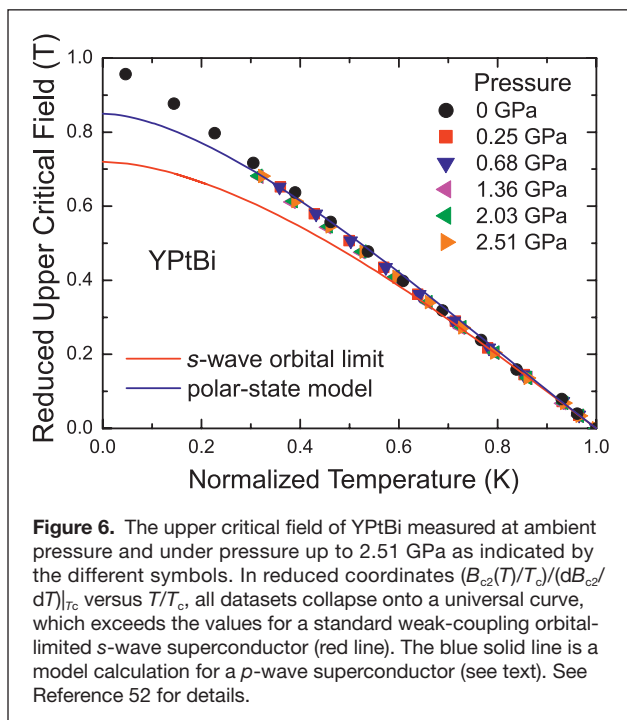 1.0
0.8
0.6
0.4
0.2
0.0
Reduced Upper Critical Field (T)
Pressure
0 GPa
0.25 GPa
0.68 GPa
1.36 GPa
2.03 GPa
2.51 GPa
YPtBi
s-wave orbital limit
polar-state model
0.0 0.2 0.4 0.6 0.8 1.0
Normalized Temperature (K)
Figure 6. The upper critical field of YPtBi measured at ambient
pressure and under pressure up to 2.51 GPa as indicated by
the different symbols. In reduced coordinates (Bc2(T)/Tc)/(dBc2/
dT)|Tc versus T/Tc, all datasets collapse onto a universal curve,
which exceeds the values for a standard weak-coupling orbital-
limited s-wave superconductor (red line). The blue solid line is a
model calculation for a p-wave superconductor (see text). See
Reference 52 for details.